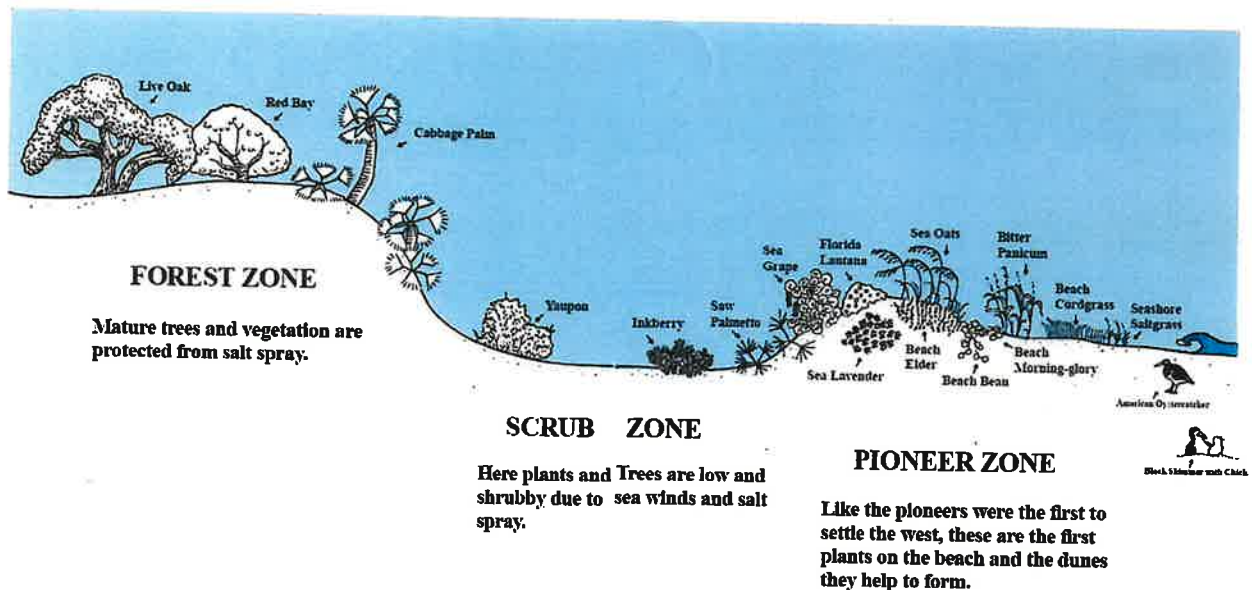 Live Oak
Red Bay
Cabbage Palm
FOREST ZONE
Mature trees and vegetation are
protected from salt spray.
Yaupon
Inkberry
Saw
Palmetto
SCRUB ZONE
Here plants and Trees are low and
shrubby due to sea winds and salt
spray.
Sea
Grape
Florida
Lantana
Sea Oats
Bitter
Panicum
Beach
Cordgrass
Seashore
Saltgrass
Sea Lavender
Beach
Elder
Beach Bean
Beach
Morning-glory
American Oystercatcher
Black Skimmer with Chick
PIONEER ZONE
Like the pioneers were the first to
settle the west, these are the first
plants on the beach and the dunes
they help to form.